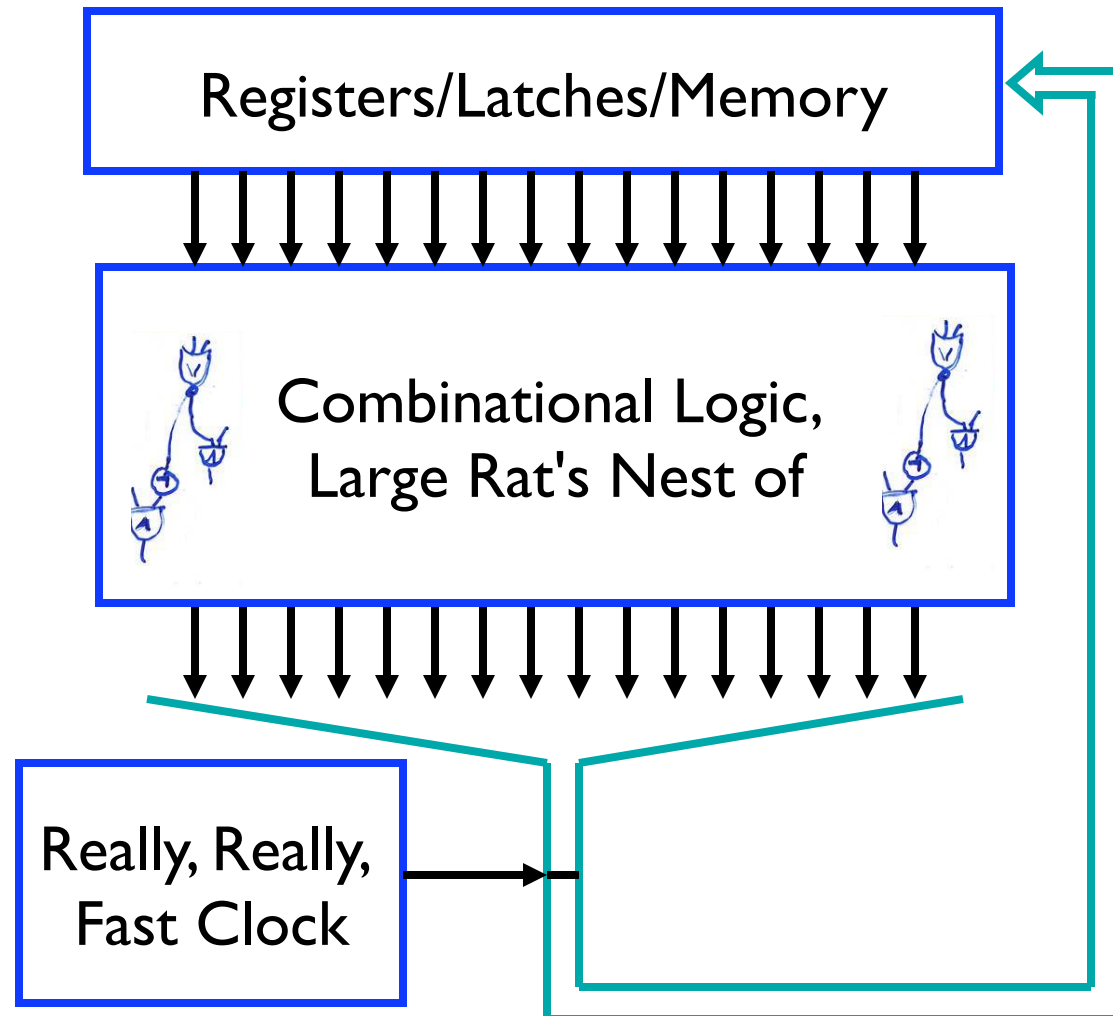 Registers/Latches/Memory
V
Λ
Λ
V
Λ
Λ
Combinational Logic,
Large Rat's Nest of
Really, Really,
Fast Clock